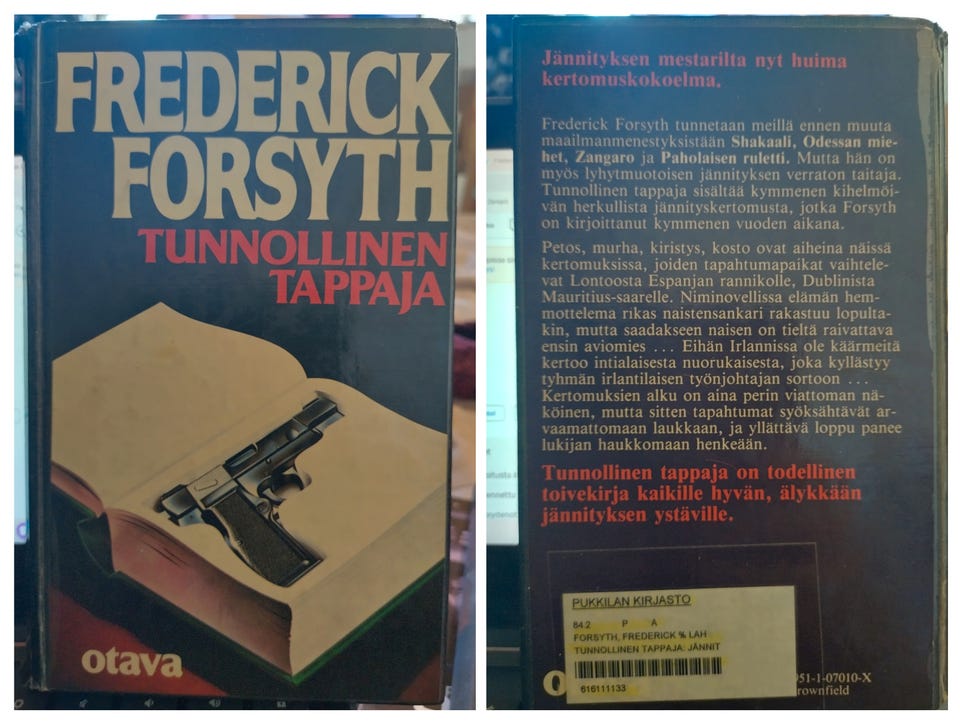 FREDERICK
FORSYTH
TUNNOLLINEN
TAPPAJA
otava
Jännityksen mestarilta nyt huima
kertomuskokoelma.
Frederick Forsyth tunnetaan meillä ennen muuta
maailmanmenestyksistään Shakaali, Odessan mie-
het, Zangaro ja Paholaisen ruletti. Mutta hän on
myös lyhytmuotoisen jännityksen verraton taitaja.
Tunnollinen tappaja sisältää kymmenen kihelmöi-
vän herkullista jännityskertomusta, jotka Forsyth
on kirjoittanut kymmenen vuoden aikana.
Petos, murha, kiristys, kosto ovat aiheina näissä
kertomuksissa, joiden tapahtumapaikat vaihtele-
vat Lontoosta Espanjan rannikolle, Dublinista
Mauritius-saarelle. Niminovellissa elämän hem-
mottelema rikas naistensankari rakastuu lopulta-
kin, mutta saadakseen naisen on tieltä raivattava
ensin aviomies ... Eihän Irlannissa ole käärmeitä
kertoo intialaisesta nuorukaisesta, joka kyllästyy
tyhmän irlantilaisen työnjohtajan sortoon ...
Kertomuksien alku on aina perin viattoman nä-
köinen, mutta sitten tapahtumat syöksähtävät ar-
vaamattomaan laukkaan, ja yllättävä loppu panee
lukijan haukkomaan henkeään.
Tunnollinen tappaja on todellinen
toivekirja kaikille hyvän, älykkään
jännityksen ystäville.
PUKKILAN KIRJASTO
84.2 P A
FORSYTH, FREDERICK % LAH
TUNNOLLINEN TAPPAJA: JÄNNIT
616111133
951-1-07010-X
rownfield